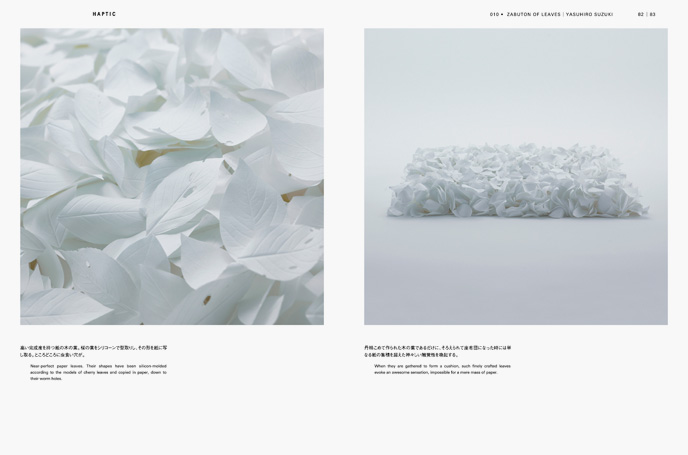 HAPTIC
010 • ZABUTON OF LEAVES | YASUHIRO SUZUKI
82 | 83
高い完成度を持つ紙の木の葉。桜の葉をシリコーンで型取りし、その形を紙に写
し取る。ところどころに虫食い穴が。
Near-perfect paper leaves. Their shapes have been silicon-molded
according to the models of cherry leaves and copied in paper, down to
their worm holes.
丹精こめて作られた木の葉であるだけに、そろえられて座布団になった時には単
なる紙の集積を超えた神々しい触覚性を喚起する。
When they are gathered to form a cushion, such finely crafted leaves
evoke an awesome sensation, impossible for a mere mass of paper.